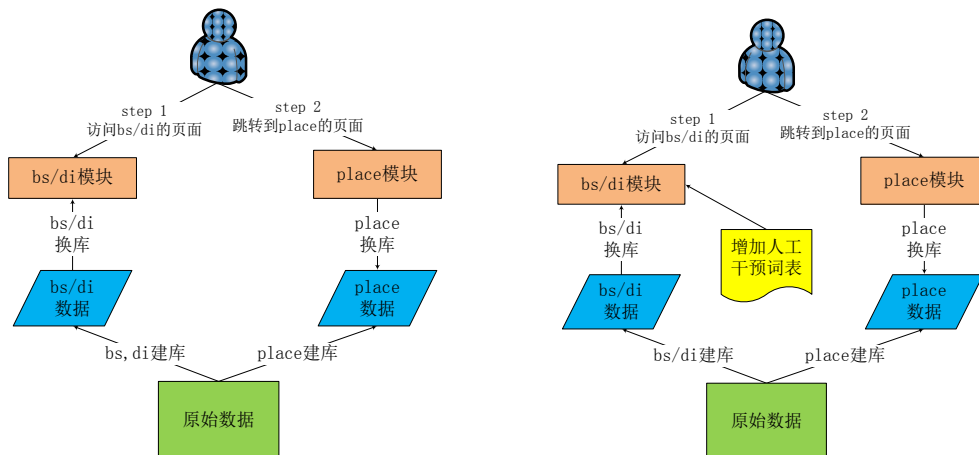 step 1
访问bs/di的页面
step 2
跳转到place的页面
bs/di模块
place模块
bs/di
换库
place
换库
bs/di
数据
place
数据
bs,di建库
place建库
原始数据
step 1
访问bs/di的页面
step 2
跳转到place的页面
bs/di模块
place模块
bs/di
换库
增加人工
干预词表
place
换库
bs/di
数据
place
数据
bs/di建库
place建库
原始数据